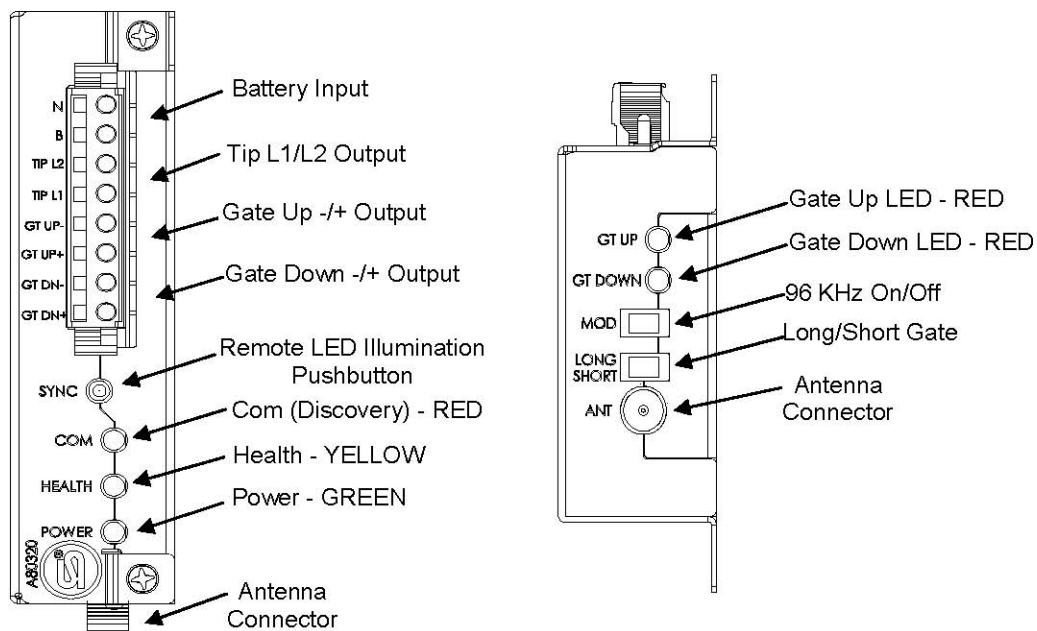 N
B
TIP L2
TIP L1
GT UP-
GT UP+
GT DN-
GT DN+
SYNC
COM
HEALTH
POWER
A80320
Battery Input
Tip L1/L2 Output
Gate Up -/+ Output
Gate Down -/+ Output
Remote LED Illumination
Pushbutton
Com (Discovery) - RED
Health - YELLOW
Power - GREEN
Antenna
Connector
GT UP
GT DOWN
MOD
LONG
SHORT
ANT
Gate Up LED - RED
Gate Down LED - RED
96 KHz On/Off
Long/Short Gate
Antenna
Connector